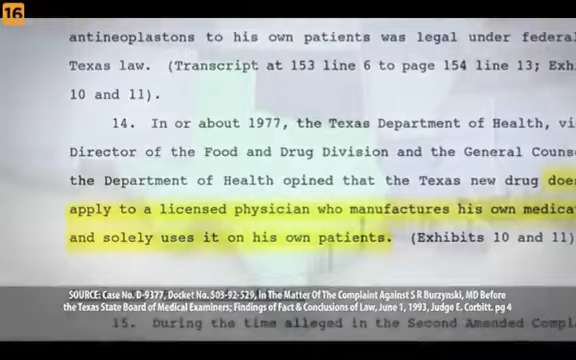 16
antineoplastons to his own patients was legal under federal
Texas law. (Transcript at 153 line 6 to page 154 line 13; Exhi
10 and 11).
14. In or about 1977, the Texas Department of Health, vi
Director of the Food and Drug Division and the General Couns
the Department of Health opined that the Texas new drug does
apply to a licensed physician who manufactures his own medica
and solely uses it on his own patients. (Exhibits 10 and 11)
SOURCE: Case No. D-9377, Docket No. 503-92-529, In The Matter Of The Complaint Against S R Burzynski, MD Before
the Texas State Board of Medical Examiners; Findings of Fact & Conclusions of Law, June 1, 1993, Judge E. Corbitt. pg 4
15. During the time alleged in the Second Amended Compl